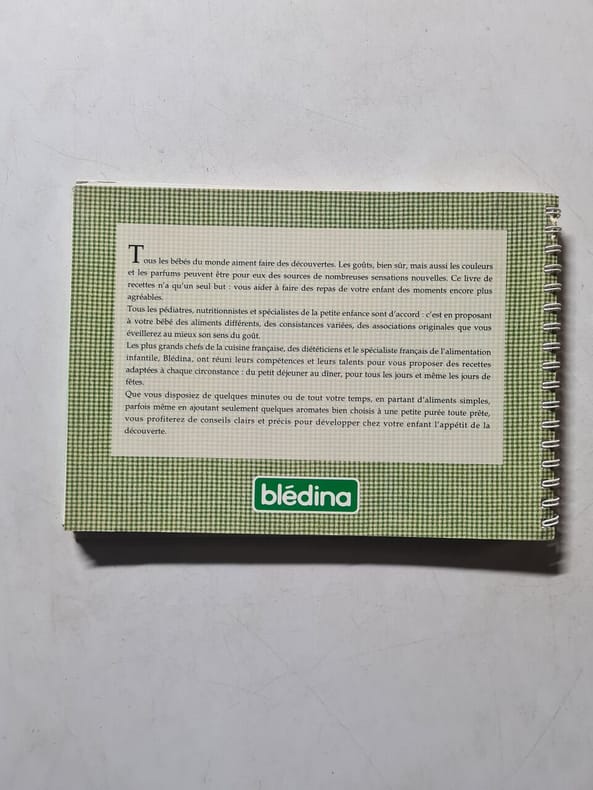 Tous les bébés du monde aiment faire des découvertes. Les goûts, bien sûr, mais aussi les couleurs
et les parfums peuvent être pour eux des sources de nombreuses sensations nouvelles. Ce livre de
recettes n'a qu'un seul but : vous aider à faire des repas de votre enfant des moments encore plus
agréables.
Tous les pédiatres, nutritionnistes et spécialistes de la petite enfance sont d'accord : c'est en proposant
à votre bébé des aliments différents, des consistances variées, des associations originales que vous
éveillerez au mieux son sens du goût.
Les plus grands chefs de la cuisine française, des diététiciens et le spécialiste français de l'alimentation
infantile, Blédina, ont réuni leurs compétences et leurs talents pour vous proposer des recettes
adaptées à chaque circonstance : du petit déjeuner au dîner, pour tous les jours et même les jours de
fêtes.
Que vous disposiez de quelques minutes ou de tout votre temps, en partant d'aliments simples,
parfois même en ajoutant seulement quelques aromates bien choisis à une petite purée toute prête,
vous profiterez de conseils clairs et précis pour développer chez votre enfant l'appétit de la
découverte.
blédina